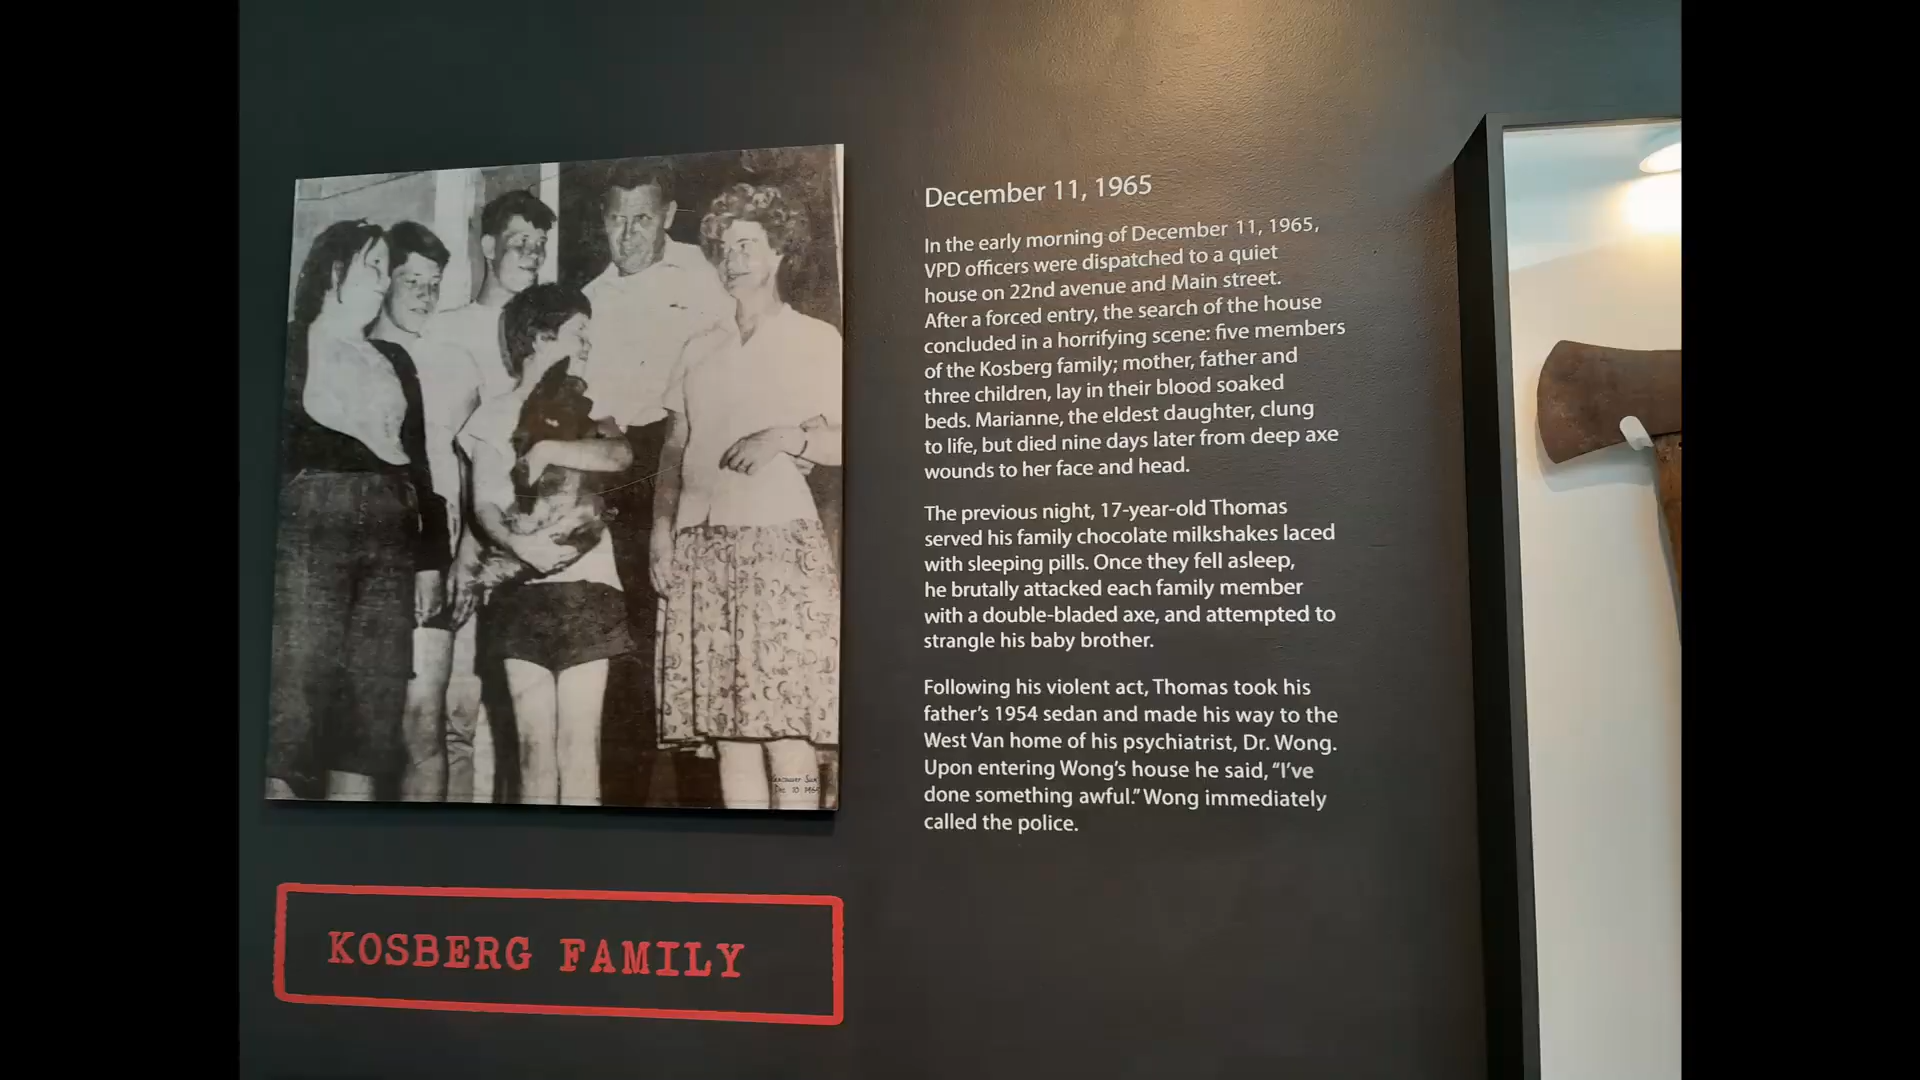 December 11, 1965
In the early morning of December 11, 1965,
VPD officers were dispatched to a quiet
house on 22nd avenue and Main street.
After a forced entry, the search of the house
concluded in a horrifying scene: five members
of the Kosberg family; mother, father and
three children, lay in their blood soaked
beds. Marianne, the eldest daughter, clung
to life, but died nine days later from deep axe
wounds to her face and head.
The previous night, 17-year-old Thomas
served his family chocolate milkshakes laced
with sleeping pills. Once they fell asleep,
he brutally attacked each family member
with a double-bladed axe, and attempted to
strangle his baby brother.
Following his violent act, Thomas took his
father's 1954 sedan and made his way to the
West Van home of his psychiatrist, Dr. Wong.
Upon entering Wong's house he said, "I've
done something awful." Wong immediately
called the police.
Vancouver Sun
Dec 10 1965
KOSBERG FAMILY